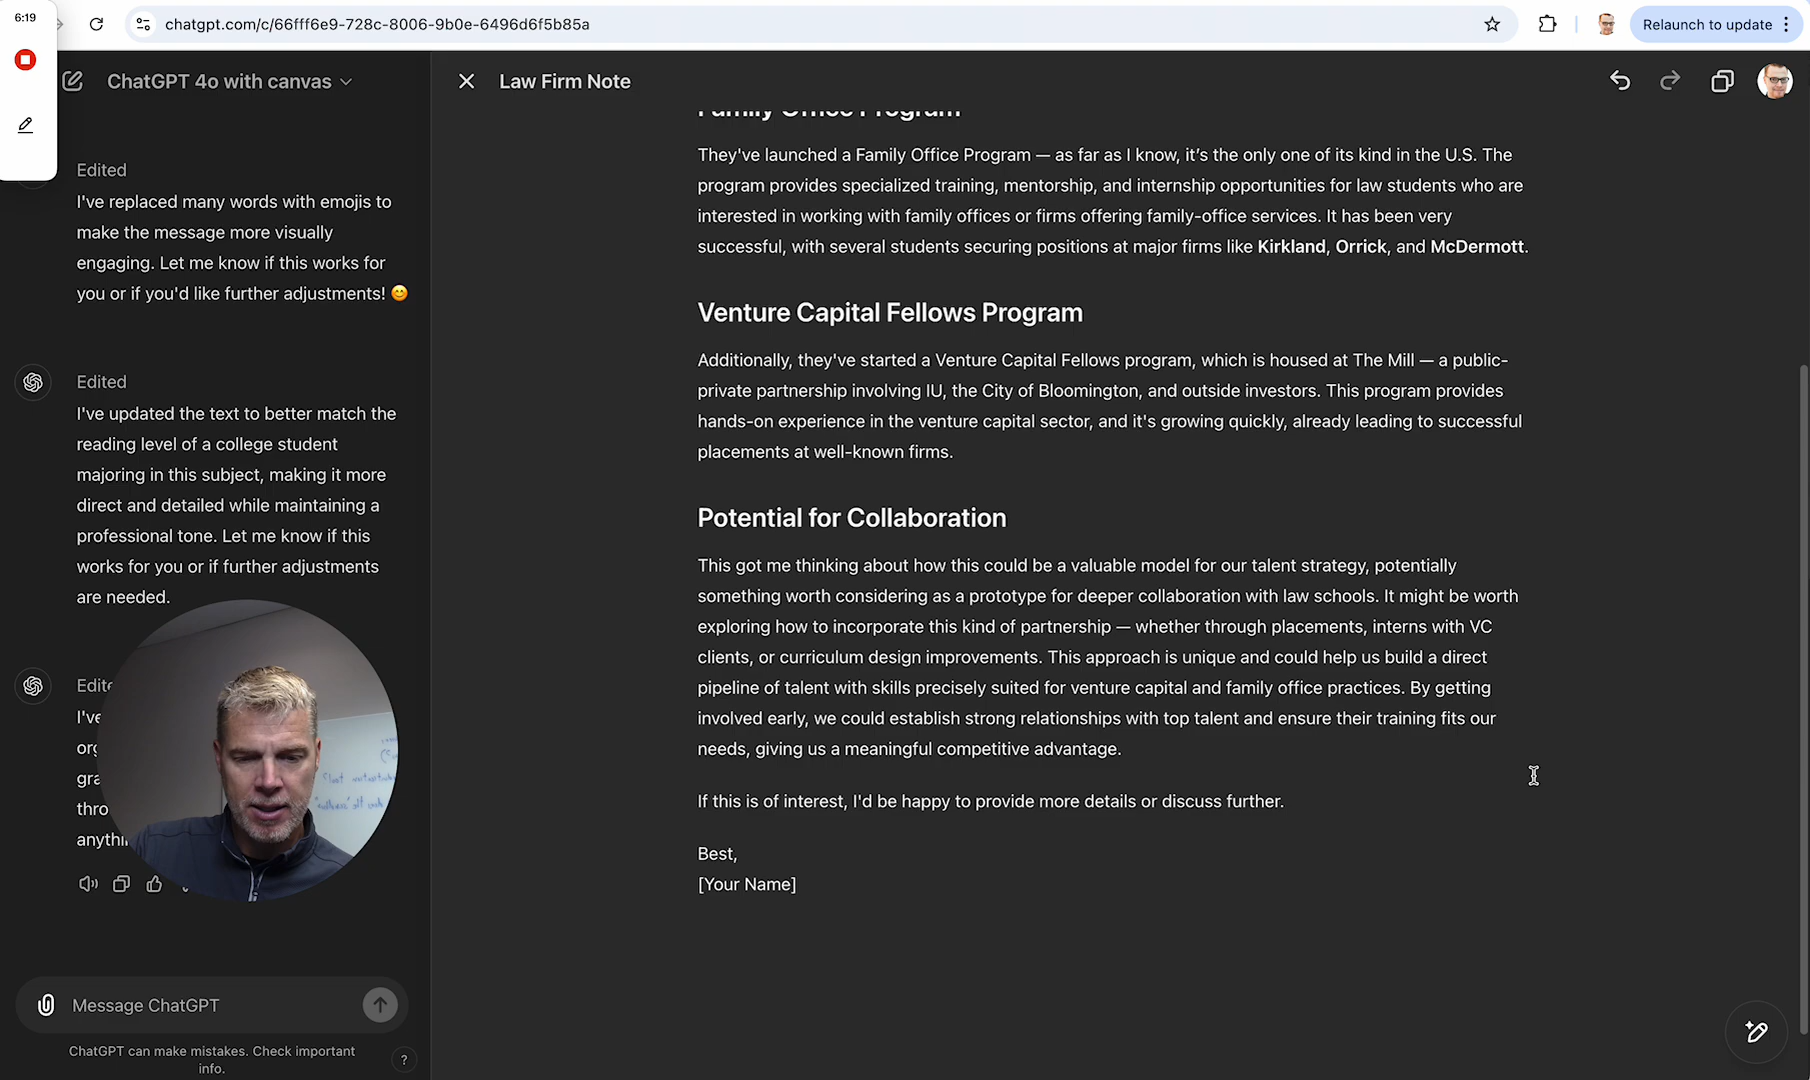 6:19
chatgpt.com/c/66fff6e9-728c-8006-9b0e-6496d6f5b85a
Relaunch to update
ChatGPT 4o with canvas
Law Firm Note
Edited
I've replaced many words with emojis to
make the message more visually
engaging. Let me know if this works for
you or if you'd like further adjustments! 😊
Edited
I've updated the text to better match the
reading level of a college student
majoring in this subject, making it more
direct and detailed while maintaining a
professional tone. Let me know if this
works for you or if further adjustments
are needed.
I've
Message ChatGPT
ChatGPT can make mistakes. Check important
info.
?
Family Office Program
They've launched a Family Office Program — as far as I know, it’s the only one of its kind in the U.S. The
program provides specialized training, mentorship, and internship opportunities for law students who are
interested in working with family offices or firms offering family-office services. It has been very
successful, with several students securing positions at major firms like Kirkland, Orrick, and McDermott.
Venture Capital Fellows Program
Additionally, they've started a Venture Capital Fellows program, which is housed at The Mill — a public-
private partnership involving IU, the City of Bloomington, and outside investors. This program provides
hands-on experience in the venture capital sector, and it's growing quickly, already leading to successful
placements at well-known firms.
Potential for Collaboration
This got me thinking about how this could be a valuable model for our talent strategy, potentially
something worth considering as a prototype for deeper collaboration with law schools. It might be worth
exploring how to incorporate this kind of partnership — whether through placements, interns with VC
clients, or curriculum design improvements. This approach is unique and could help us build a direct
pipeline of talent with skills precisely suited for venture capital and family office practices. By getting
involved early, we could establish strong relationships with top talent and ensure their training fits our
needs, giving us a meaningful competitive advantage.
If this is of interest, I'd be happy to provide more details or discuss further.
Best,
[Your Name]